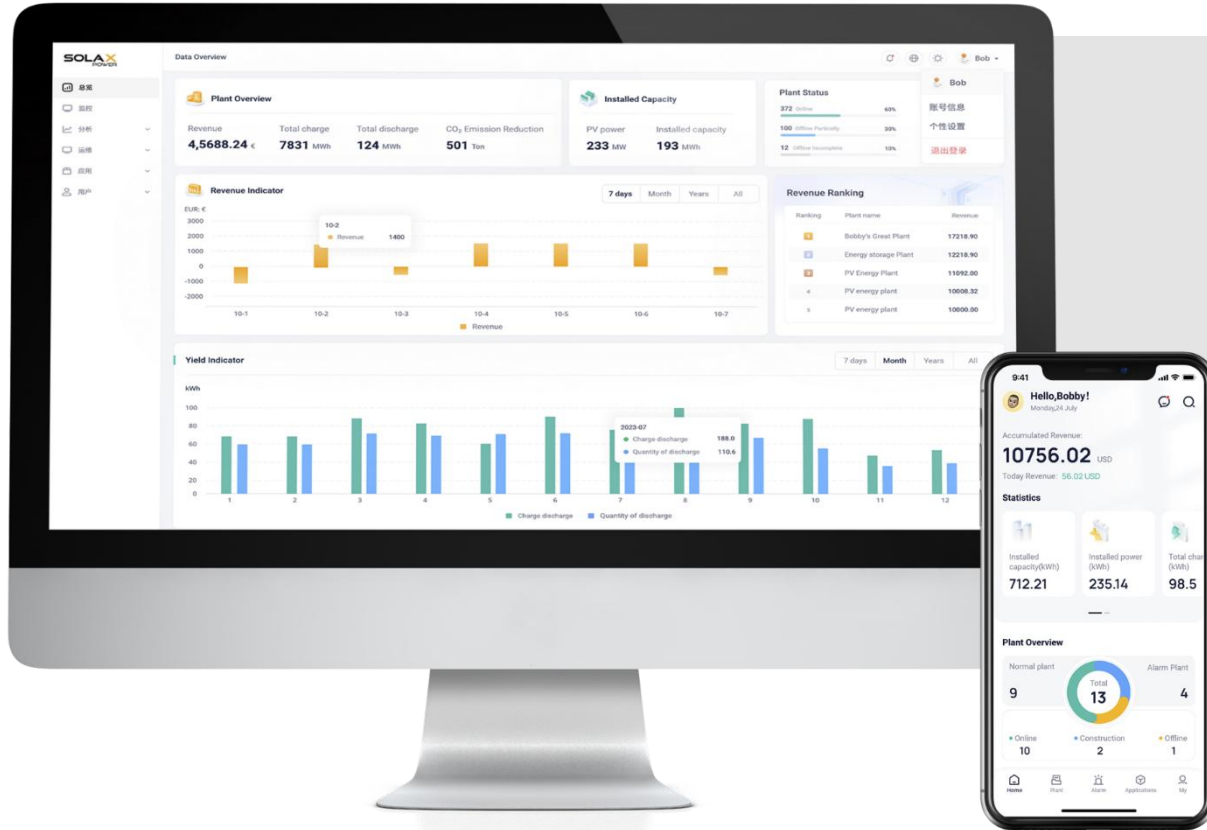 SOLAX
POWER
Data Overview
Bob
总览
监控
分析
运维
应用
用户
Bob
账号信息
个性设置
退出登录
Plant Overview
Revenue
Total charge
Total discharge
CO₂ Emission Reduction
4,5688.24 €
7831 MWh
124 MWh
501 Ton
Installed Capacity
PV power
Installed capacity
233 MW
193 MWh
Plant Status
372 Online 60%
100 Offline Partially 30%
12 Offline Incomplete 10%
Revenue Indicator
7 days Month Years All
EUR: €
3000
2000
1000
0
-1000
-2000
10-2
Revenue 1400
10-1 10-2 10-3 10-4 10-5 10-6 10-7
Revenue
Revenue Ranking
Ranking Plant name Revenue
1 Bobby's Great Plant 17218.90
2 Energy storage Plant 12218.90
3 PV Energy Plant 11092.00
4 PV energy plant 10008.32
5 PV energy plant 10000.00
Yield Indicator
7 days Month Years All
kWh
100
80
60
40
20
0
2023-07
Charge discharge 188.0
Quantity of discharge 110.6
1 2 3 4 5 6 7 8 9 10 11 12
Charge discharge Quantity of discharge
9:41
Hello,Bobby!
Monday,24 July
Accumulated Revenue:
10756.02 USD
Today Revenue: 56.02 USD
Statistics
Installed
capacity(kWh)
712.21
Installed power
(kWh)
235.14
Total char
(kWh)
98.5
Plant Overview
Normal plant
9
Total
13
Alarm Plant
4
Online
10
Construction
2
Offline
1
Home Plant Alarm Applications My